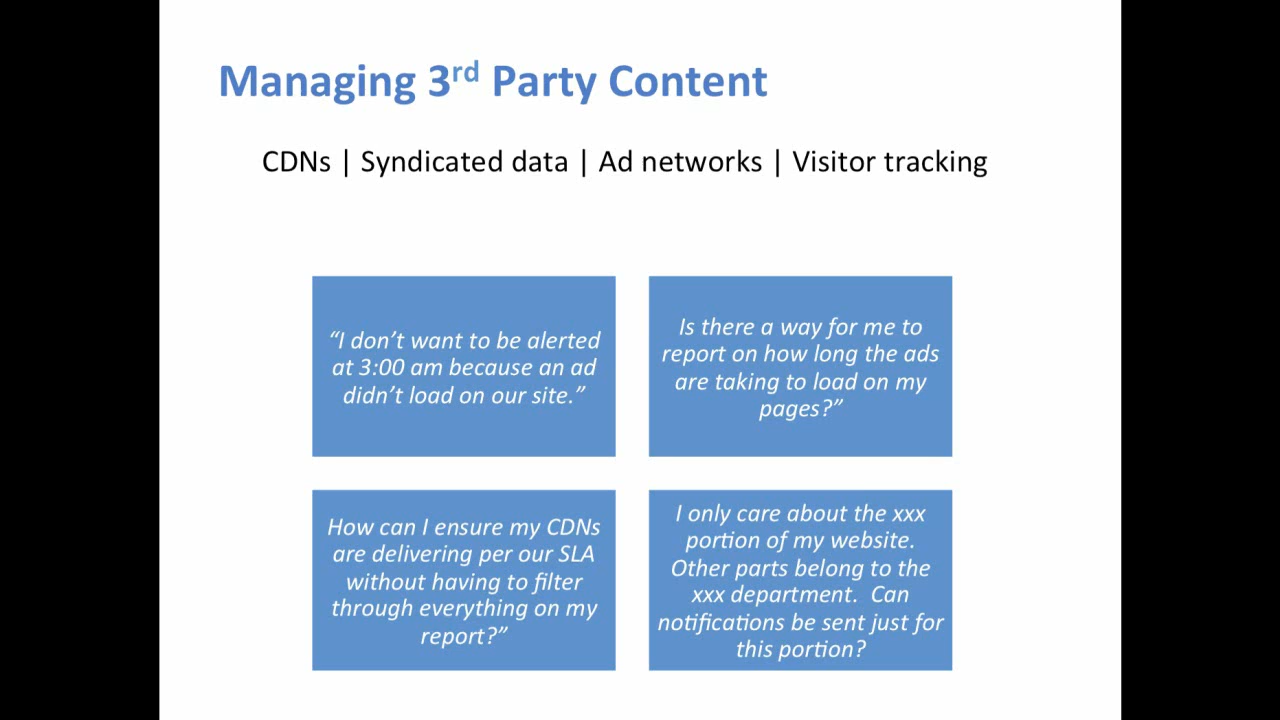 Managing 3rd Party Content
CDNs | Syndicated data | Ad networks | Visitor tracking
“I don’t want to be alerted
at 3:00 am because an ad
didn’t load on our site.”
Is there a way for me to
report on how long the ads
are taking to load on my
pages?”
How can I ensure my CDNs
are delivering per our SLA
without having to filter
through everything on my
report?”
I only care about the xxx
portion of my website.
Other parts belong to the
xxx department.  Can
notifications be sent just for
this portion?